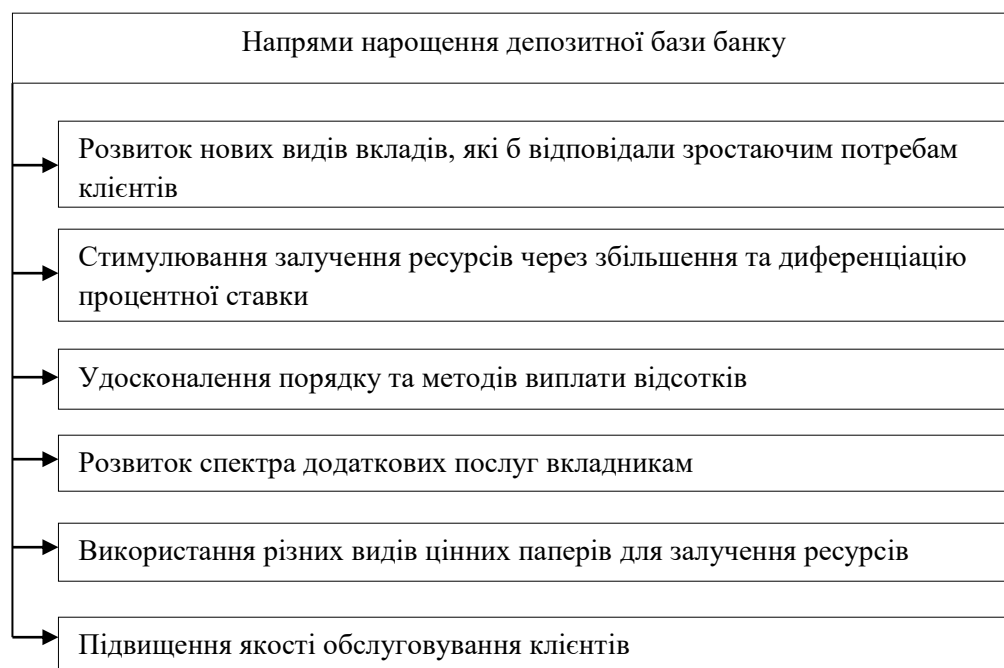 Напрями нарощення депозитної бази банку
Розвиток нових видів вкладів, які б відповідали зростаючим потребам
клієнтів
Стимулювання залучення ресурсів через збільшення та диференціацію
процентної ставки
Удосконалення порядку та методів виплати відсотків
Розвиток спектра додаткових послуг вкладникам
Використання різних видів цінних паперів для залучення ресурсів
Підвищення якості обслуговування клієнтів